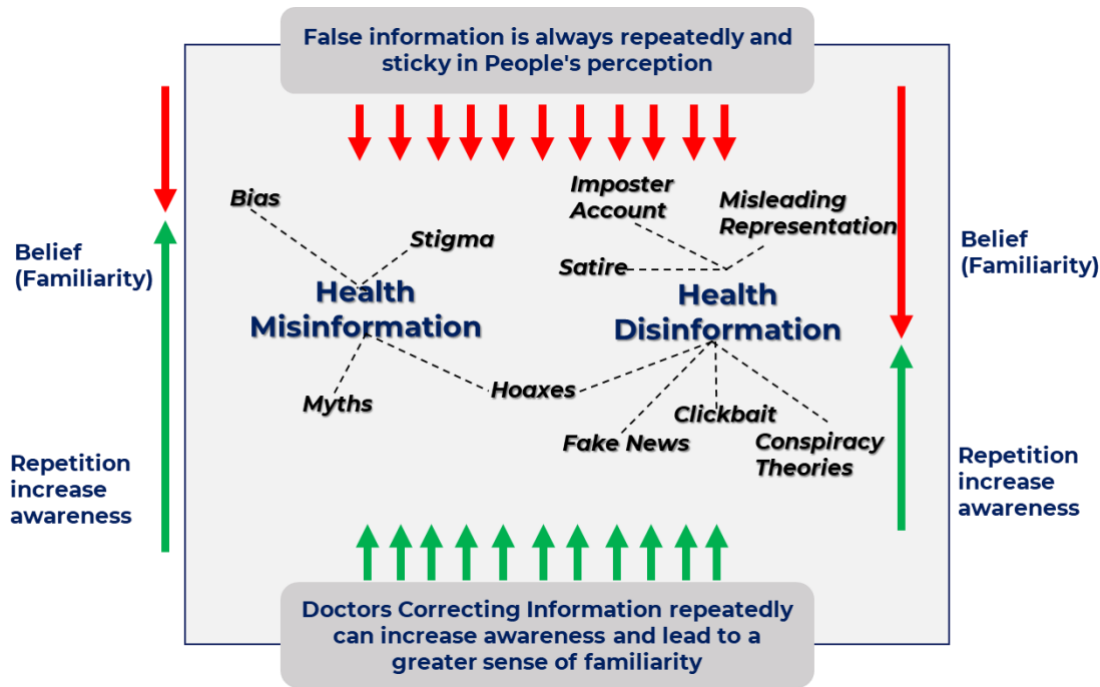 False information is always repeatedly and
sticky in People's perception
Bias
Stigma
Imposter
Account
Misleading
Representation
Satire
Belief
(Familiarity)
Health
Misinformation
Health
Disinformation
Belief
(Familiarity)
Myths
Hoaxes
Fake News
Clickbait
Conspiracy
Theories
Repetition
increase
awareness
Repetition
increase
awareness
Doctors Correcting Information repeatedly
can increase awareness and lead to a
greater sense of familiarity